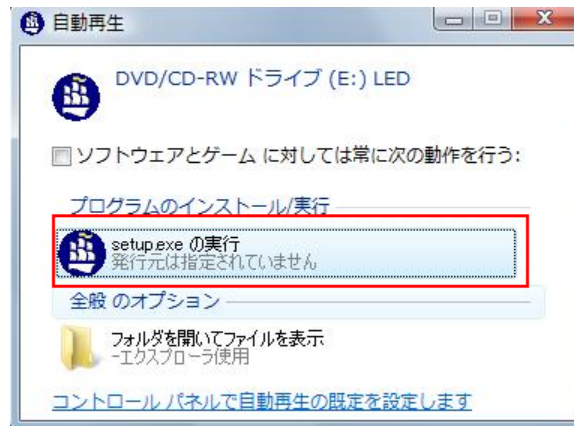 自動再生
DVD/CD-RW ドライブ (E:) LED
ソフトウェアとゲーム に対しては常に次の動作を行う:
プログラムのインストール/実行
setup.exe の実行
発行元は指定されていません
全般 のオプション
フォルダを開いてファイルを表示
-エクスプローラ使用
コントロール パネルで自動再生の既定を設定します